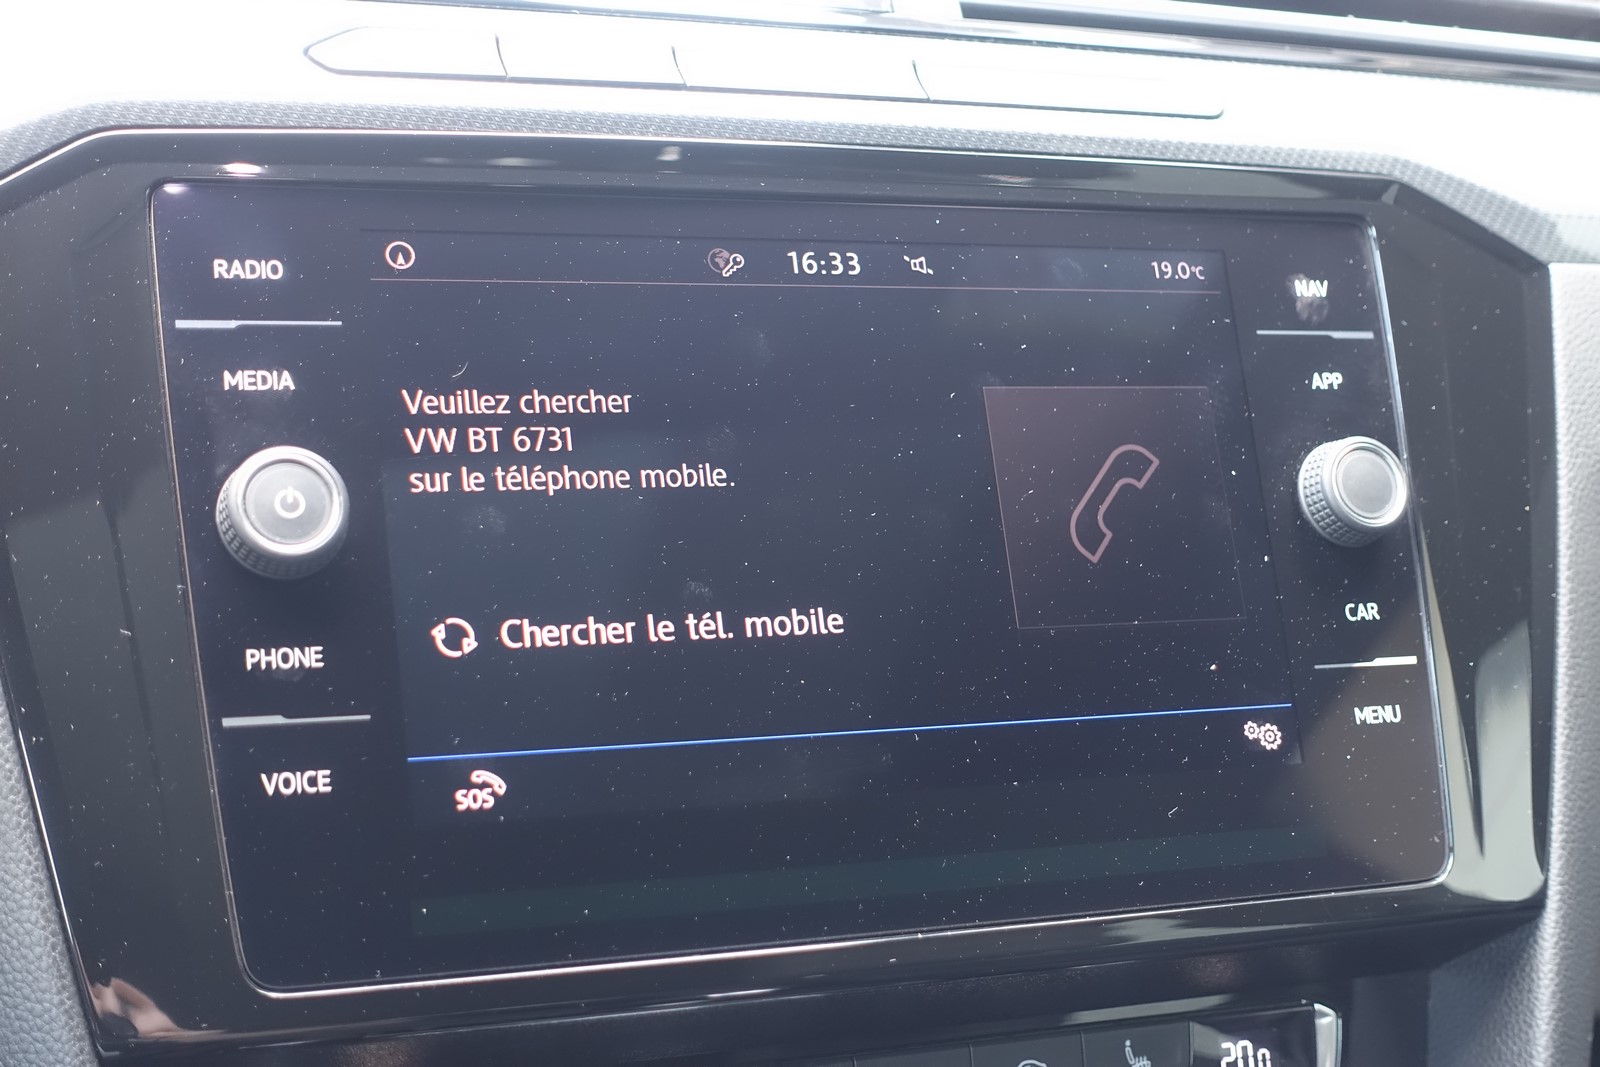 RADIO
MEDIA
PHONE
VOICE
16:33
19.0°C
Veuillez chercher
VW BT 6731
sur le téléphone mobile.
Chercher le tél. mobile
SOS
NAV
APP
CAR
MENU